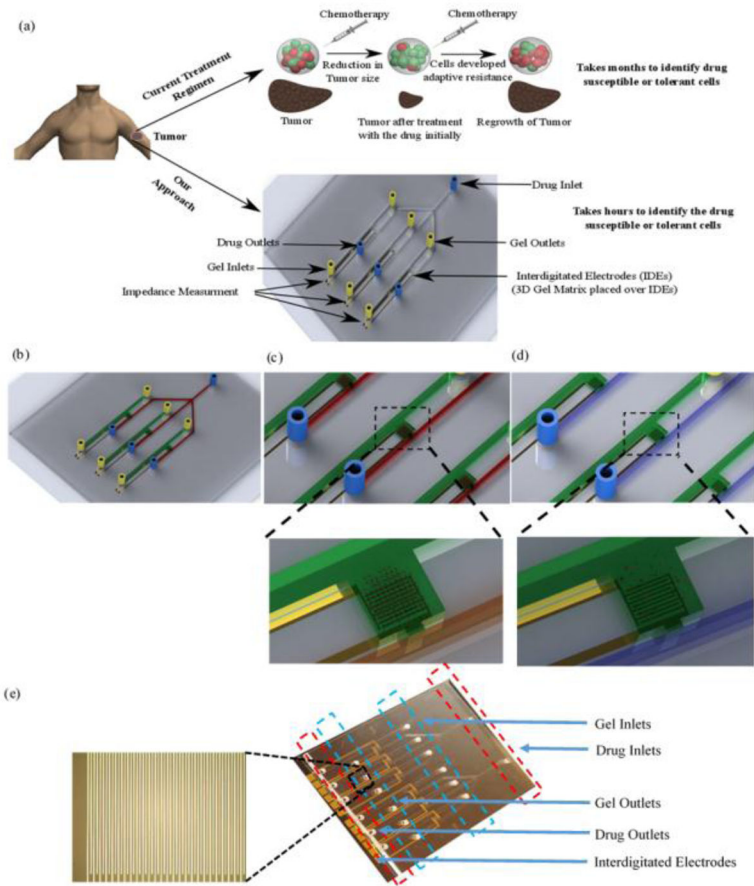 (a)
Chemotherapy
Chemotherapy
Current Treatment
Regimen
Reduction in
Tumor size
Cells developed
adaptive resistance
Takes months to identify drug
susceptible or tolerant cells
Tumor
Tumor
Tumor after treatment
with the drug initially
Regrowth of Tumor
Our
Approach
Drug Inlet
Takes hours to identify the drug
susceptible or tolerant cells
Drug Outlets
Gel Outlets
Gel Inlets
Impedance Measurment
Interdigitated Electrodes (IDEs)
(3D Gel Matrix placed over IDEs)
(b)
(c)
(d)
(e)
Gel Inlets
Drug Inlets
Gel Outlets
Drug Outlets
Interdigitated Electrodes